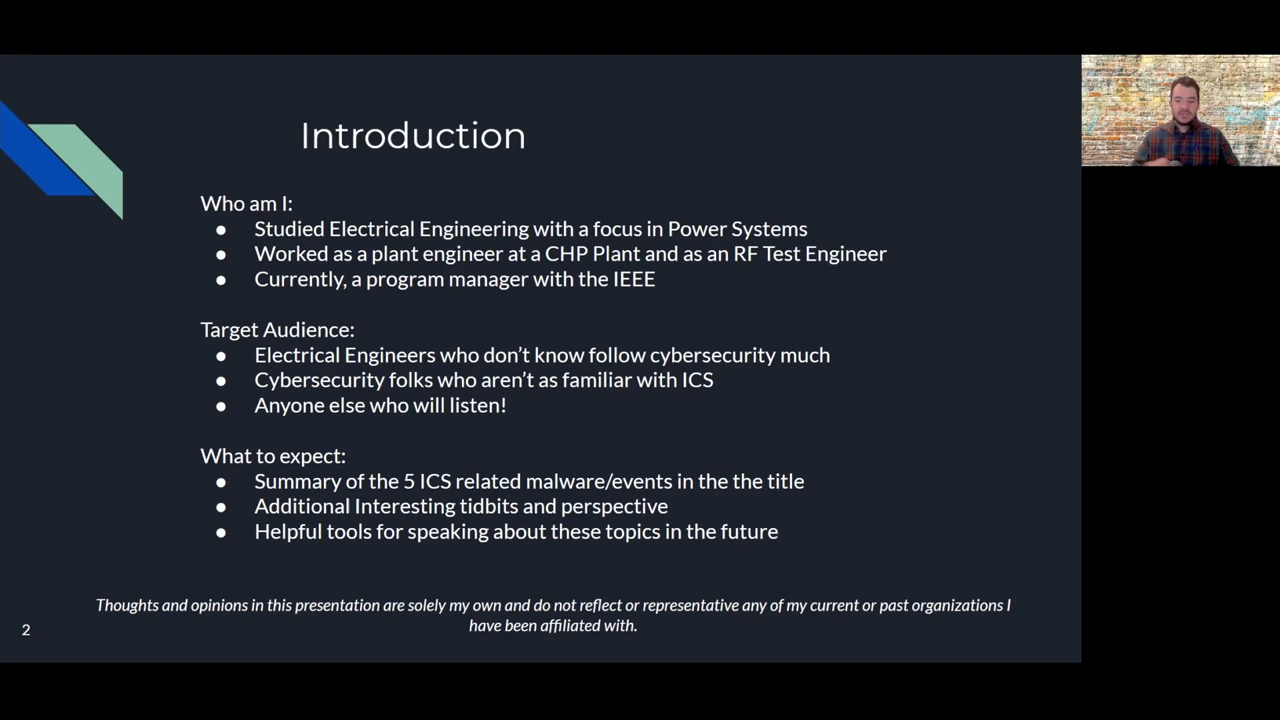 Introduction
Who am I:
● Studied Electrical Engineering with a focus in Power Systems
● Worked as a plant engineer at a CHP Plant and as an RF Test Engineer
● Currently, a program manager with the IEEE
Target Audience:
● Electrical Engineers who don’t know follow cybersecurity much
● Cybersecurity folks who aren’t as familiar with ICS
● Anyone else who will listen!
What to expect:
● Summary of the 5 ICS related malware/events in the the title
● Additional Interesting tidbits and perspective
● Helpful tools for speaking about these topics in the future
Thoughts and opinions in this presentation are solely my own and do not reflect or representative any of my current or past organizations I
have been affiliated with.
2